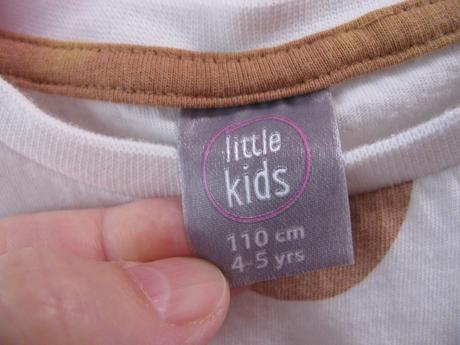 little
kids
110 cm
4-5 yrs